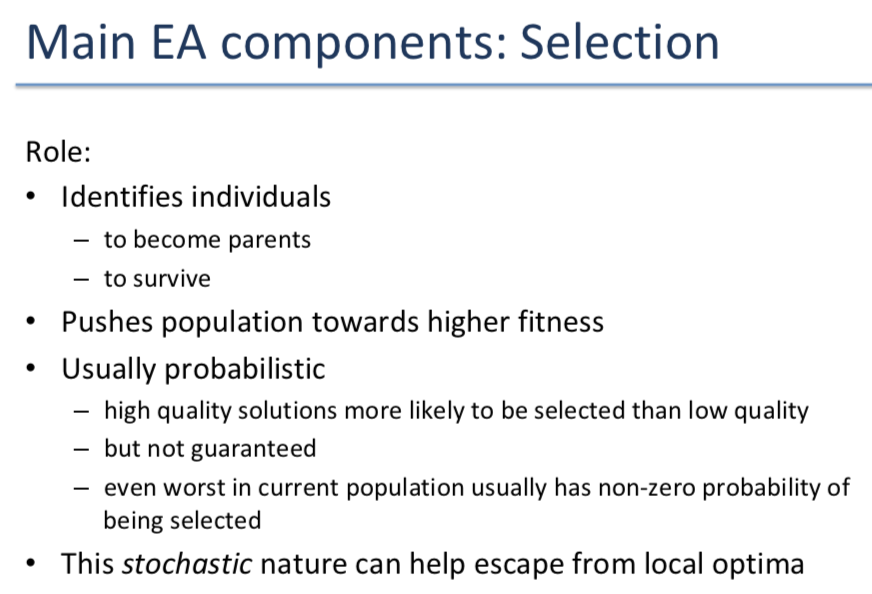 Main EA components: Selection
Role:
• Identifies individuals
– to become parents
– to survive
• Pushes population towards higher fitness
• Usually probabilistic
– high quality solutions more likely to be selected than low quality
– but not guaranteed
– even worst in current population usually has non-zero probability of
being selected
• This stochastic nature can help escape from local optima